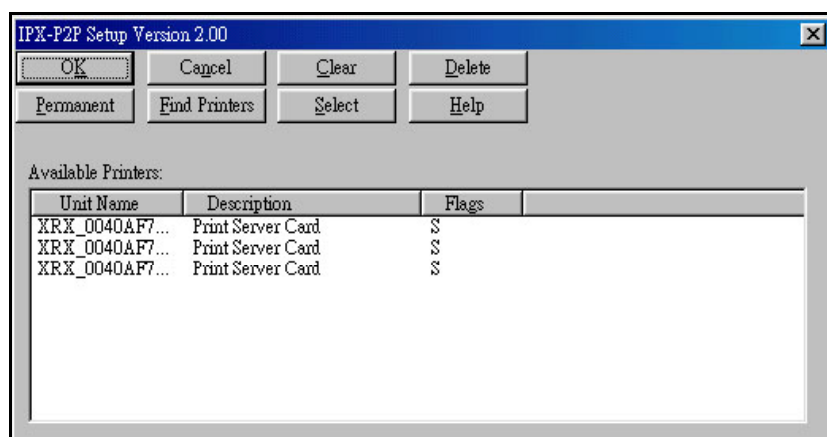 IPX-P2P Setup Version 2.00
OK Cancel Clear Delete
Permanent Find Printers Select Help
Available Printers:
Unit Name Description Flags
XRX_0040AF7... Print Server Card S
XRX_0040AF7... Print Server Card S
XRX_0040AF7... Print Server Card S